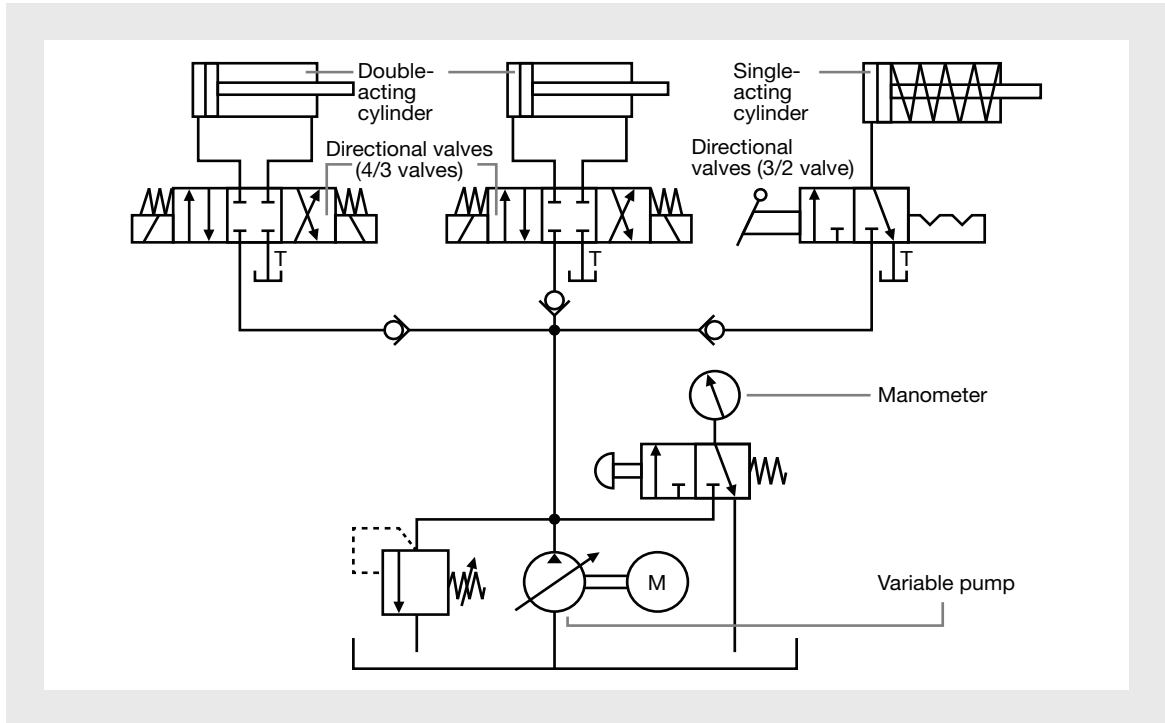 Double-
acting
cylinder
Single-
acting
cylinder
Directional valves
(4/3 valves)
Directional
valves (3/2 valve)
T
T
T
Manometer
M
Variable pump